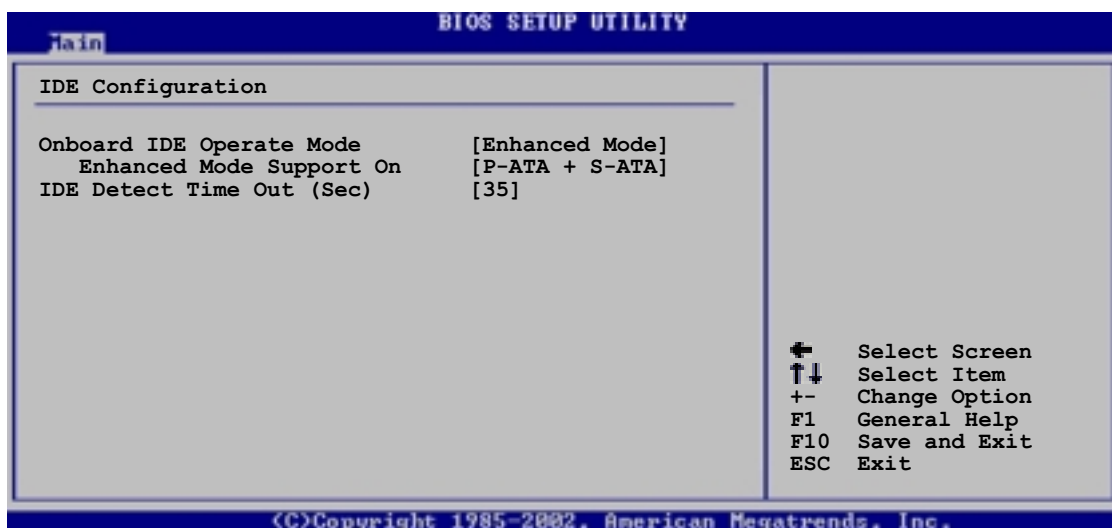 BIOS SETUP UTILITY
Main
IDE Configuration
Onboard IDE Operate Mode [Enhanced Mode]
Enhanced Mode Support On [P-ATA + S-ATA]
IDE Detect Time Out (Sec) [35]
← Select Screen
↑↓ Select Item
+- Change Option
F1 General Help
F10 Save and Exit
ESC Exit
(C)Copyright 1985-2002, American Megatrends, Inc.